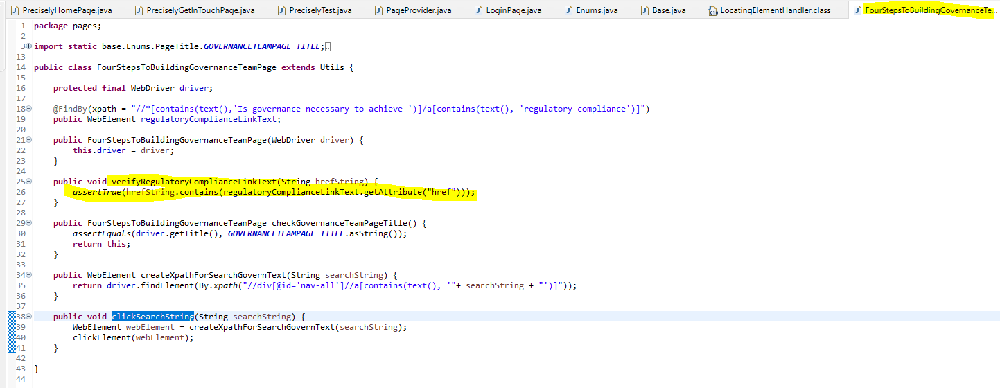 PreciselyHomePage.java PreciselyGetInTouchPage.java PreciselyTest.java PageProvider.java LoginPage.java Enums.java Base.java LocatingElementHandler.class FourStepsToBuildingGovernanceTe...
1 package pages;
2
3 import static base.Enums.PageTitle.GOVERNANCETEAMPAGE_TITLE;
13
14 public class FourStepsToBuildingGovernanceTeamPage extends Utils {
15
16 protected final WebDriver driver;
17
18 @FindBy(xpath = "//*[contains(text(),'Is governance necessary to achieve ')]/a[contains(text(), 'regulatory compliance')]")
19 public WebElement regulatoryComplianceLinkText;
20
21 public FourStepsToBuildingGovernanceTeamPage(WebDriver driver) {
22 this.driver = driver;
23 }
24
25 public void verifyRegulatoryComplianceLinkText(String hrefString) {
26 assertTrue(hrefString.contains(regulatoryComplianceLinkText.getAttribute("href")));
27 }
28
29 public FourStepsToBuildingGovernanceTeamPage checkGovernanceTeamPageTitle() {
30 assertEquals(driver.getTitle(), GOVERNANCETEAMPAGE_TITLE.asString());
31 return this;
32 }
33
34 public WebElement createXpathForSearchGovernText(String searchString) {
35 return driver.findElement(By.xpath("//div[@id='nav-all']//a[contains(text(), '"+ searchString + "')]"));
36 }
37
38 public void clickSearchString(String searchString) {
39 WebElement webElement = createXpathForSearchGovernText(searchString);
40 clickElement(webElement);
41 }
42
43 }
44